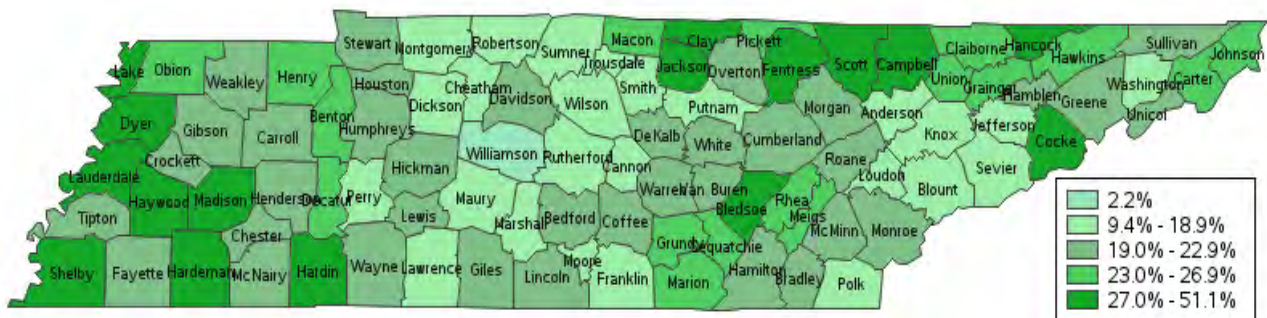 Stewart
Montgomery
Robertson
Sumner
Macon
Clay
Pickett
Claiborne
Hancock
Hawkins
Sullivan
Johnson
Lake
Obion
Weakley
Henry
Houston
Cheatham
Trousdale
Jackson
Overton
Fentress
Scott
Campbell
Union
Grainger
Hamblen
Washington
Carter
Dyer
Gibson
Carroll
Benton
Humphreys
Dickson
Davidson
Wilson
Smith
Putnam
Morgan
Anderson
Knox
Jefferson
Greene
Unicoi
Crockett
Hickman
Williamson
Rutherford
Cannon
DeKalb
White
Cumberland
Roane
Loudon
Blount
Sevier
Cocke
Lauderdale
Haywood
Madison
Henderson
Decatur
Perry
Maury
Warren
an Buren
Bledsoe
Rhea
Meigs
Tipton
Chester
Lewis
Marshall
Bedford
Coffee
Grundy
Sequatchie
McMinn
Monroe
Shelby
Fayette
Hardeman
McNairy
Hardin
Wayne
Lawrence
Giles
Lincoln
Moore
Franklin
Marion
Hamilton
Bradley
Polk
2.2%
9.4% - 18.9%
19.0% - 22.9%
23.0% - 26.9%
27.0% - 51.1%